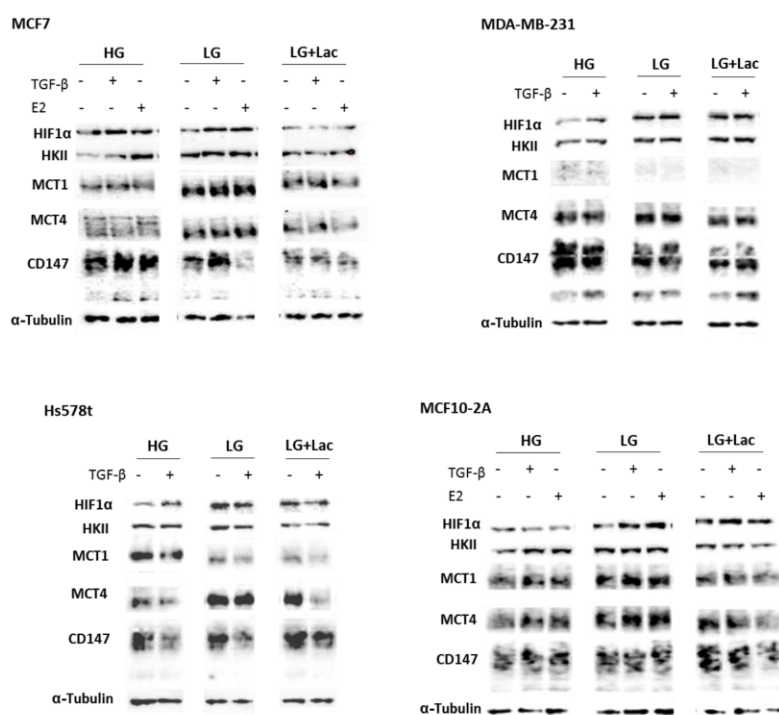 MCF7
HG LG LG+Lac
TGF-β - + - - + - - + -
E2 - - + - - + - - +
HIF1α
HKII
MCT1
MCT4
CD147
α-Tubulin
MDA-MB-231
HG LG LG+Lac
TGF-β - + - + - +
HIF1α
HKII
MCT1
MCT4
CD147
α-Tubulin
Hs578t
HG LG LG+Lac
TGF-β - + - + - +
HIF1α
HKII
MCT1
MCT4
CD147
α-Tubulin
MCF10-2A
HG LG LG+Lac
TGF-β - + - - + - - + -
E2 - - + - - + - - +
HIF1α
HKII
MCT1
MCT4
CD147
α-Tubulin